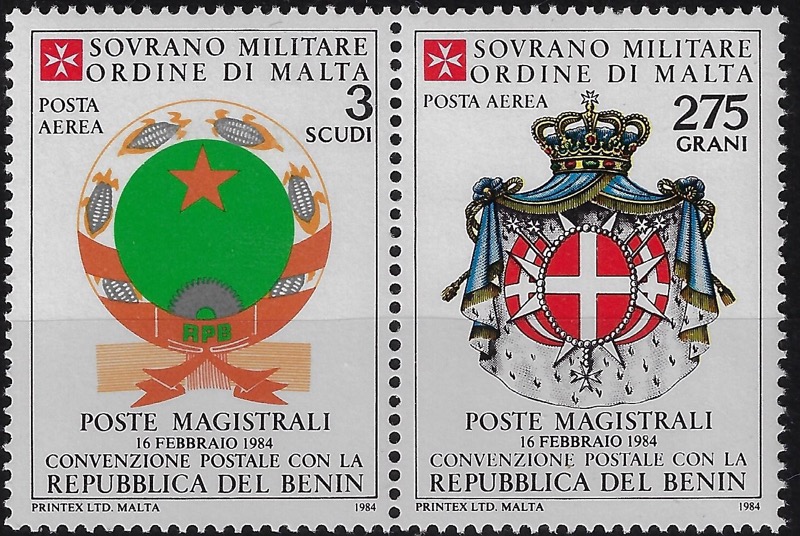 SOVRANO MILITARE
ORDINE DI MALTA
POSTA
AEREA
3
SCUDI
RPB
POSTE MAGISTRALI
16 FEBBRAIO 1984
CONVENZIONE POSTALE CON LA
REPUBBLICA DEL BENIN
PRINTEX LTD. MALTA
1984
SOVRANO MILITARE
ORDINE DI MALTA
POSTA AEREA
275
GRANI
POSTE MAGISTRALI
16 FEBBRAIO 1984
CONVENZIONE POSTALE CON LA
REPUBBLICA DEL BENIN
PRINTEX LTD. MALTA
1984